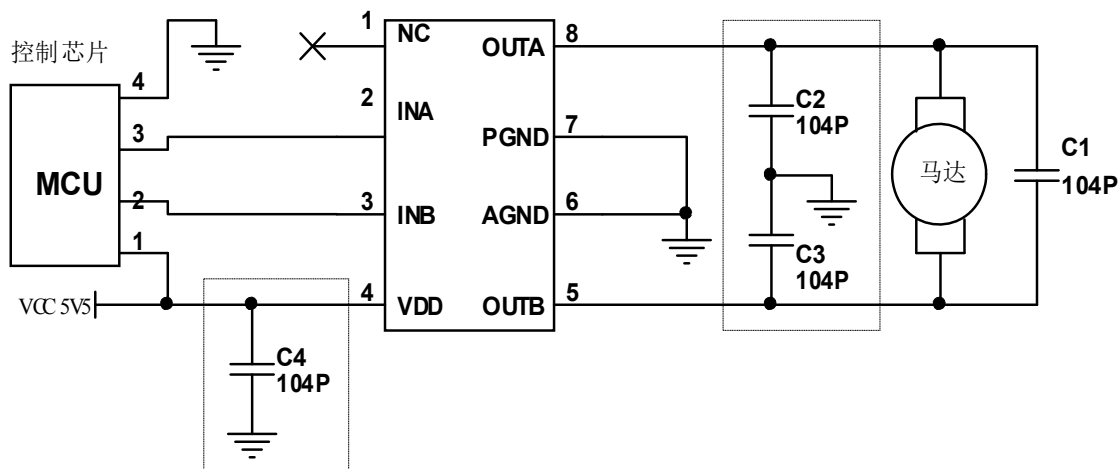 控制芯片
MCU
4
3
2
1
VCC 5V5
1
NC
2
INA
3
INB
4
VDD
OUTA
8
PGND
7
AGND
6
OUTB
5
C4
104P
C2
104P
C3
104P
马达
C1
104P